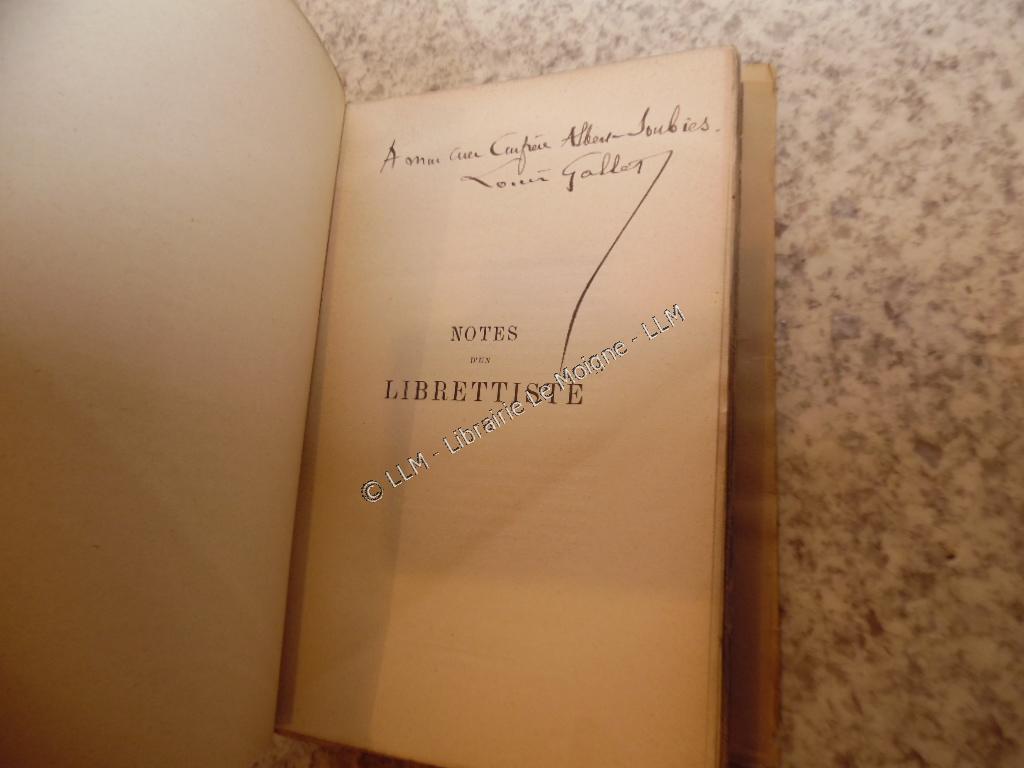 A mon cher Confrère Albert Soubies.
Louis Gallet
NOTES
D'UN
LIBRETTISTE
© LLM - Librairie Le Moigne - LLM